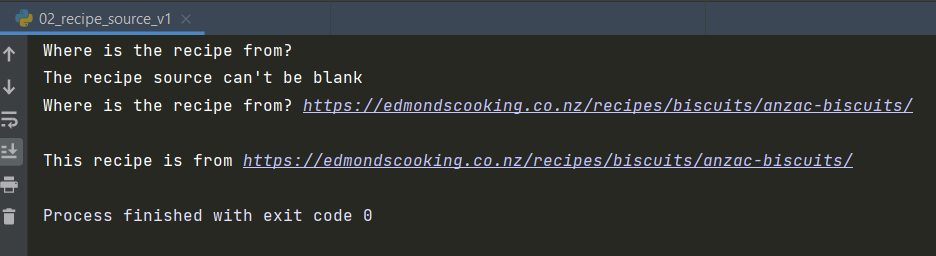 02_recipe_source_v1
Where is the recipe from?
The recipe source can't be blank
Where is the recipe from? https://edmondscooking.co.nz/recipes/biscuits/anzac-biscuits/
This recipe is from https://edmondscooking.co.nz/recipes/biscuits/anzac-biscuits/
Process finished with exit code 0